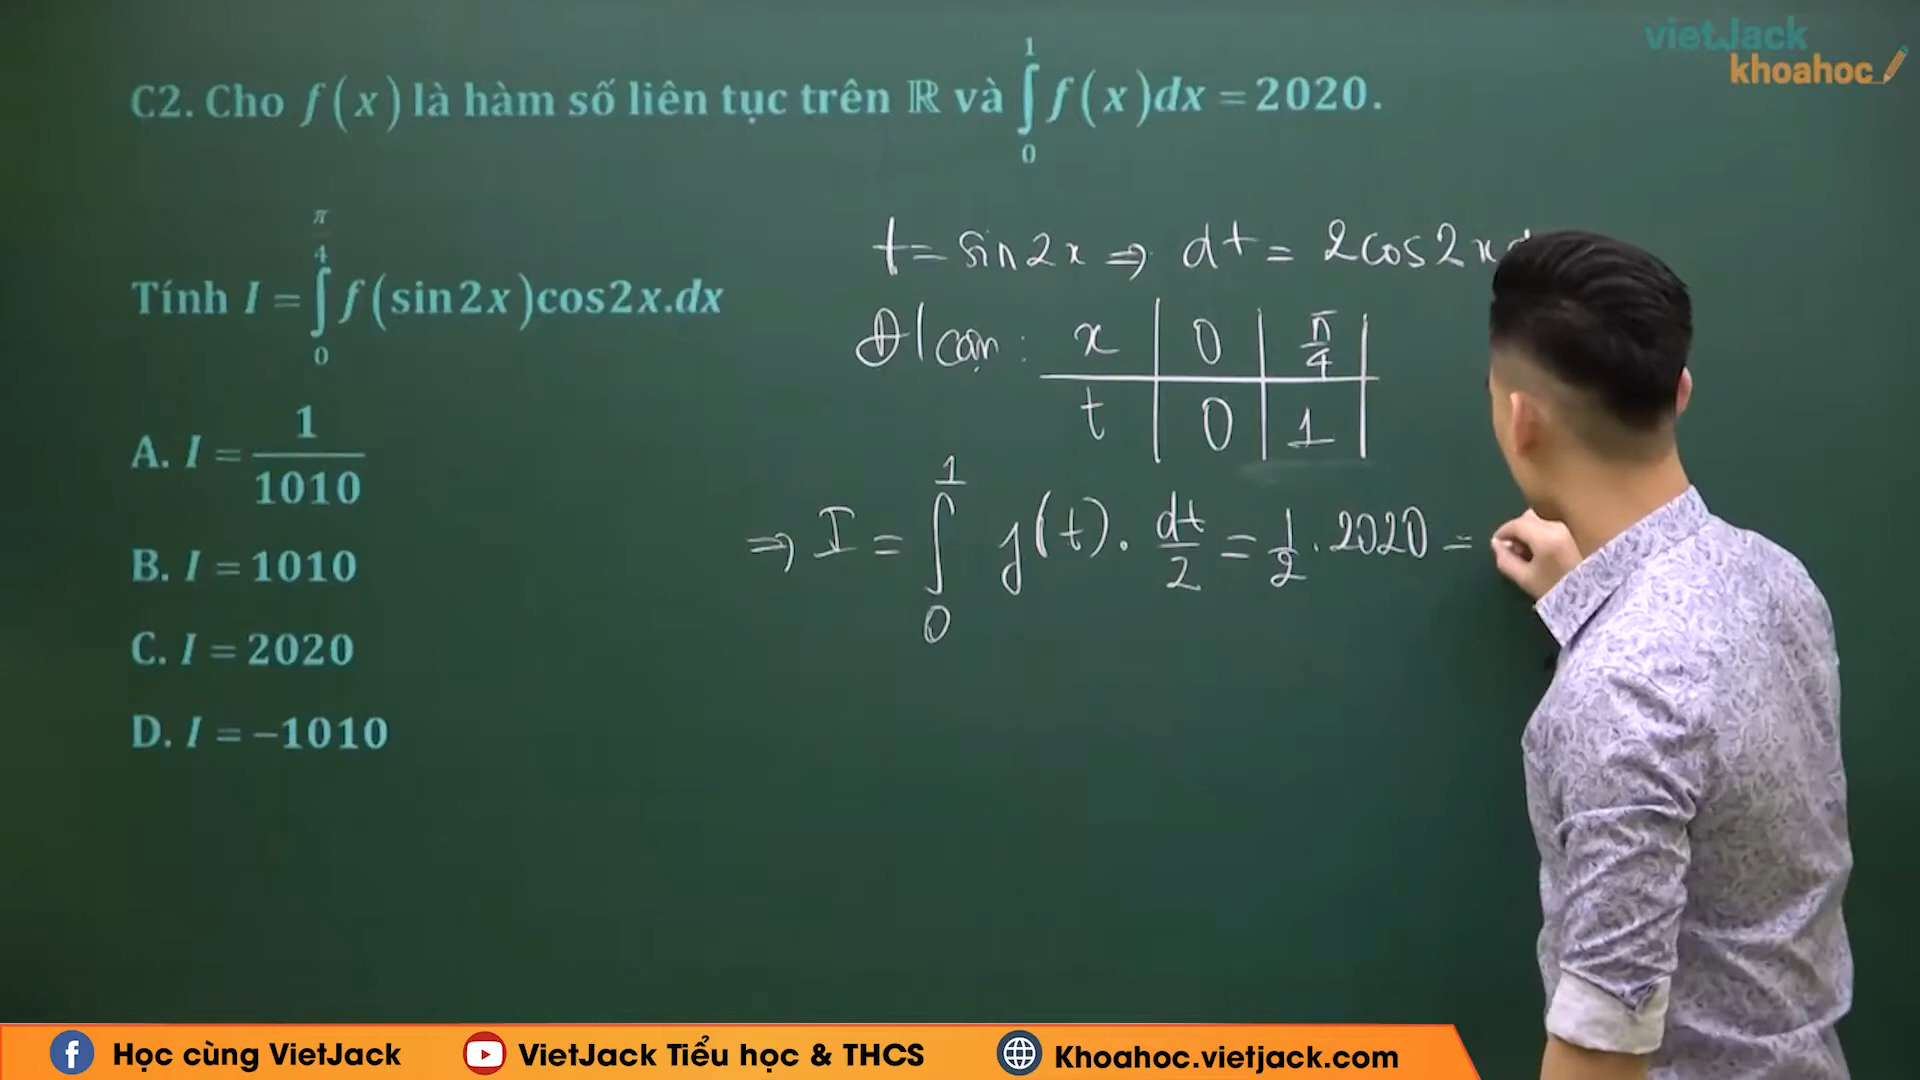 vietJack
khoahoc
C2. Cho f(x) là hàm số liên tục trên ℝ và ∫₀¹ f(x)dx = 2020.
Tính I = ∫₀^{π/4} f(sin2x)cos2x.dx
A. I = 1/1010
B. I = 1010
C. I = 2020
D. I = −1010
t = sin2x ⇒ dt = 2cos2x d
Đ/cận: x | 0 | π/4 |
t | 0 | 1 |
⇒ I = ∫₀¹ f(t). dt/2 = 1/2 . 2020 =
Học cùng VietJack
VietJack Tiểu học & THCS
Khoahoc.vietjack.com